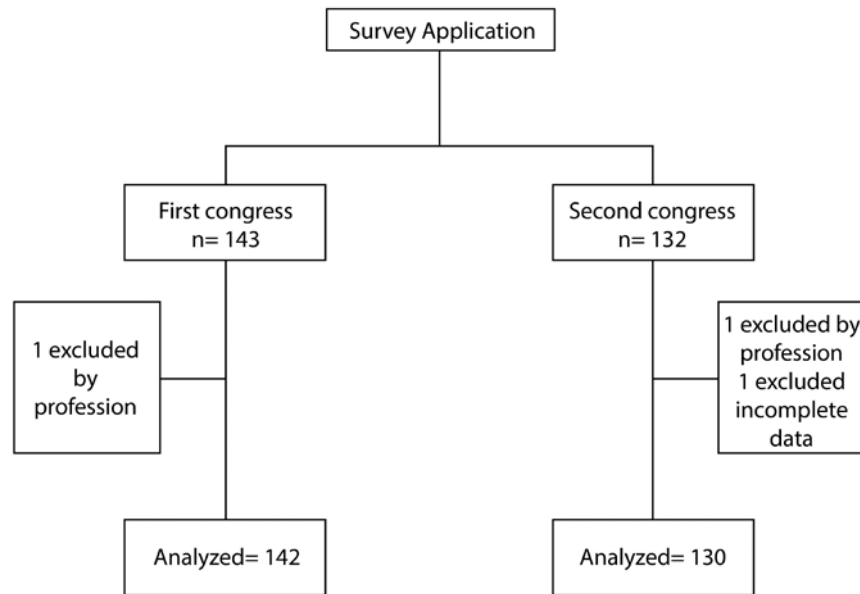 Survey Application
First congress
n= 143
Second congress
n= 132
1 excluded
by
profession
1 excluded by
profession
1 excluded
incomplete
data
Analyzed= 142
Analyzed= 130